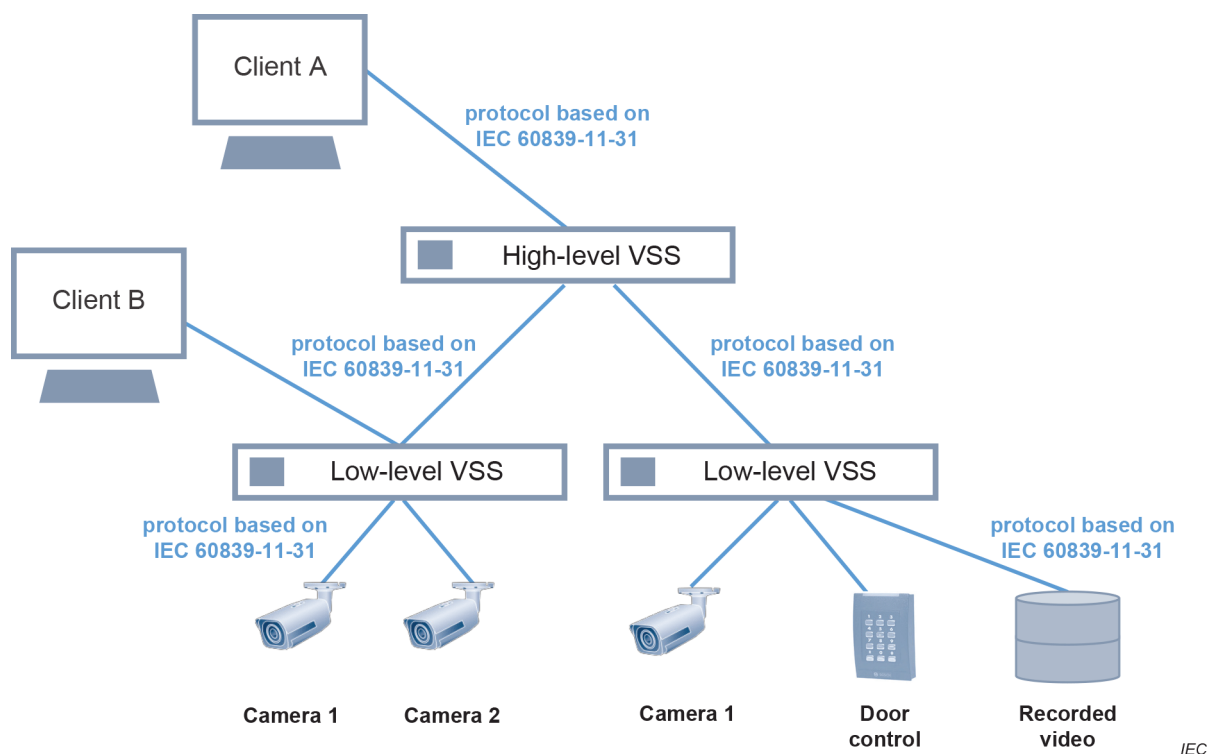 Client A
protocol based on
IEC 60839-11-31
High-level VSS
Client B
protocol based on
IEC 60839-11-31
protocol based on
IEC 60839-11-31
Low-level VSS
Low-level VSS
protocol based on
IEC 60839-11-31
protocol based on
IEC 60839-11-31
Camera 1
Camera 2
Camera 1
Door
control
Recorded
video
IEC